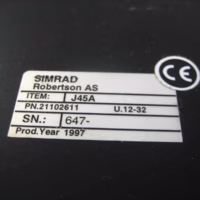 SIMRAD
Robertson AS
ITEM: J45A
PN.21102611 U.12-32
SN.: 647-
Prod.Year 1997
CE